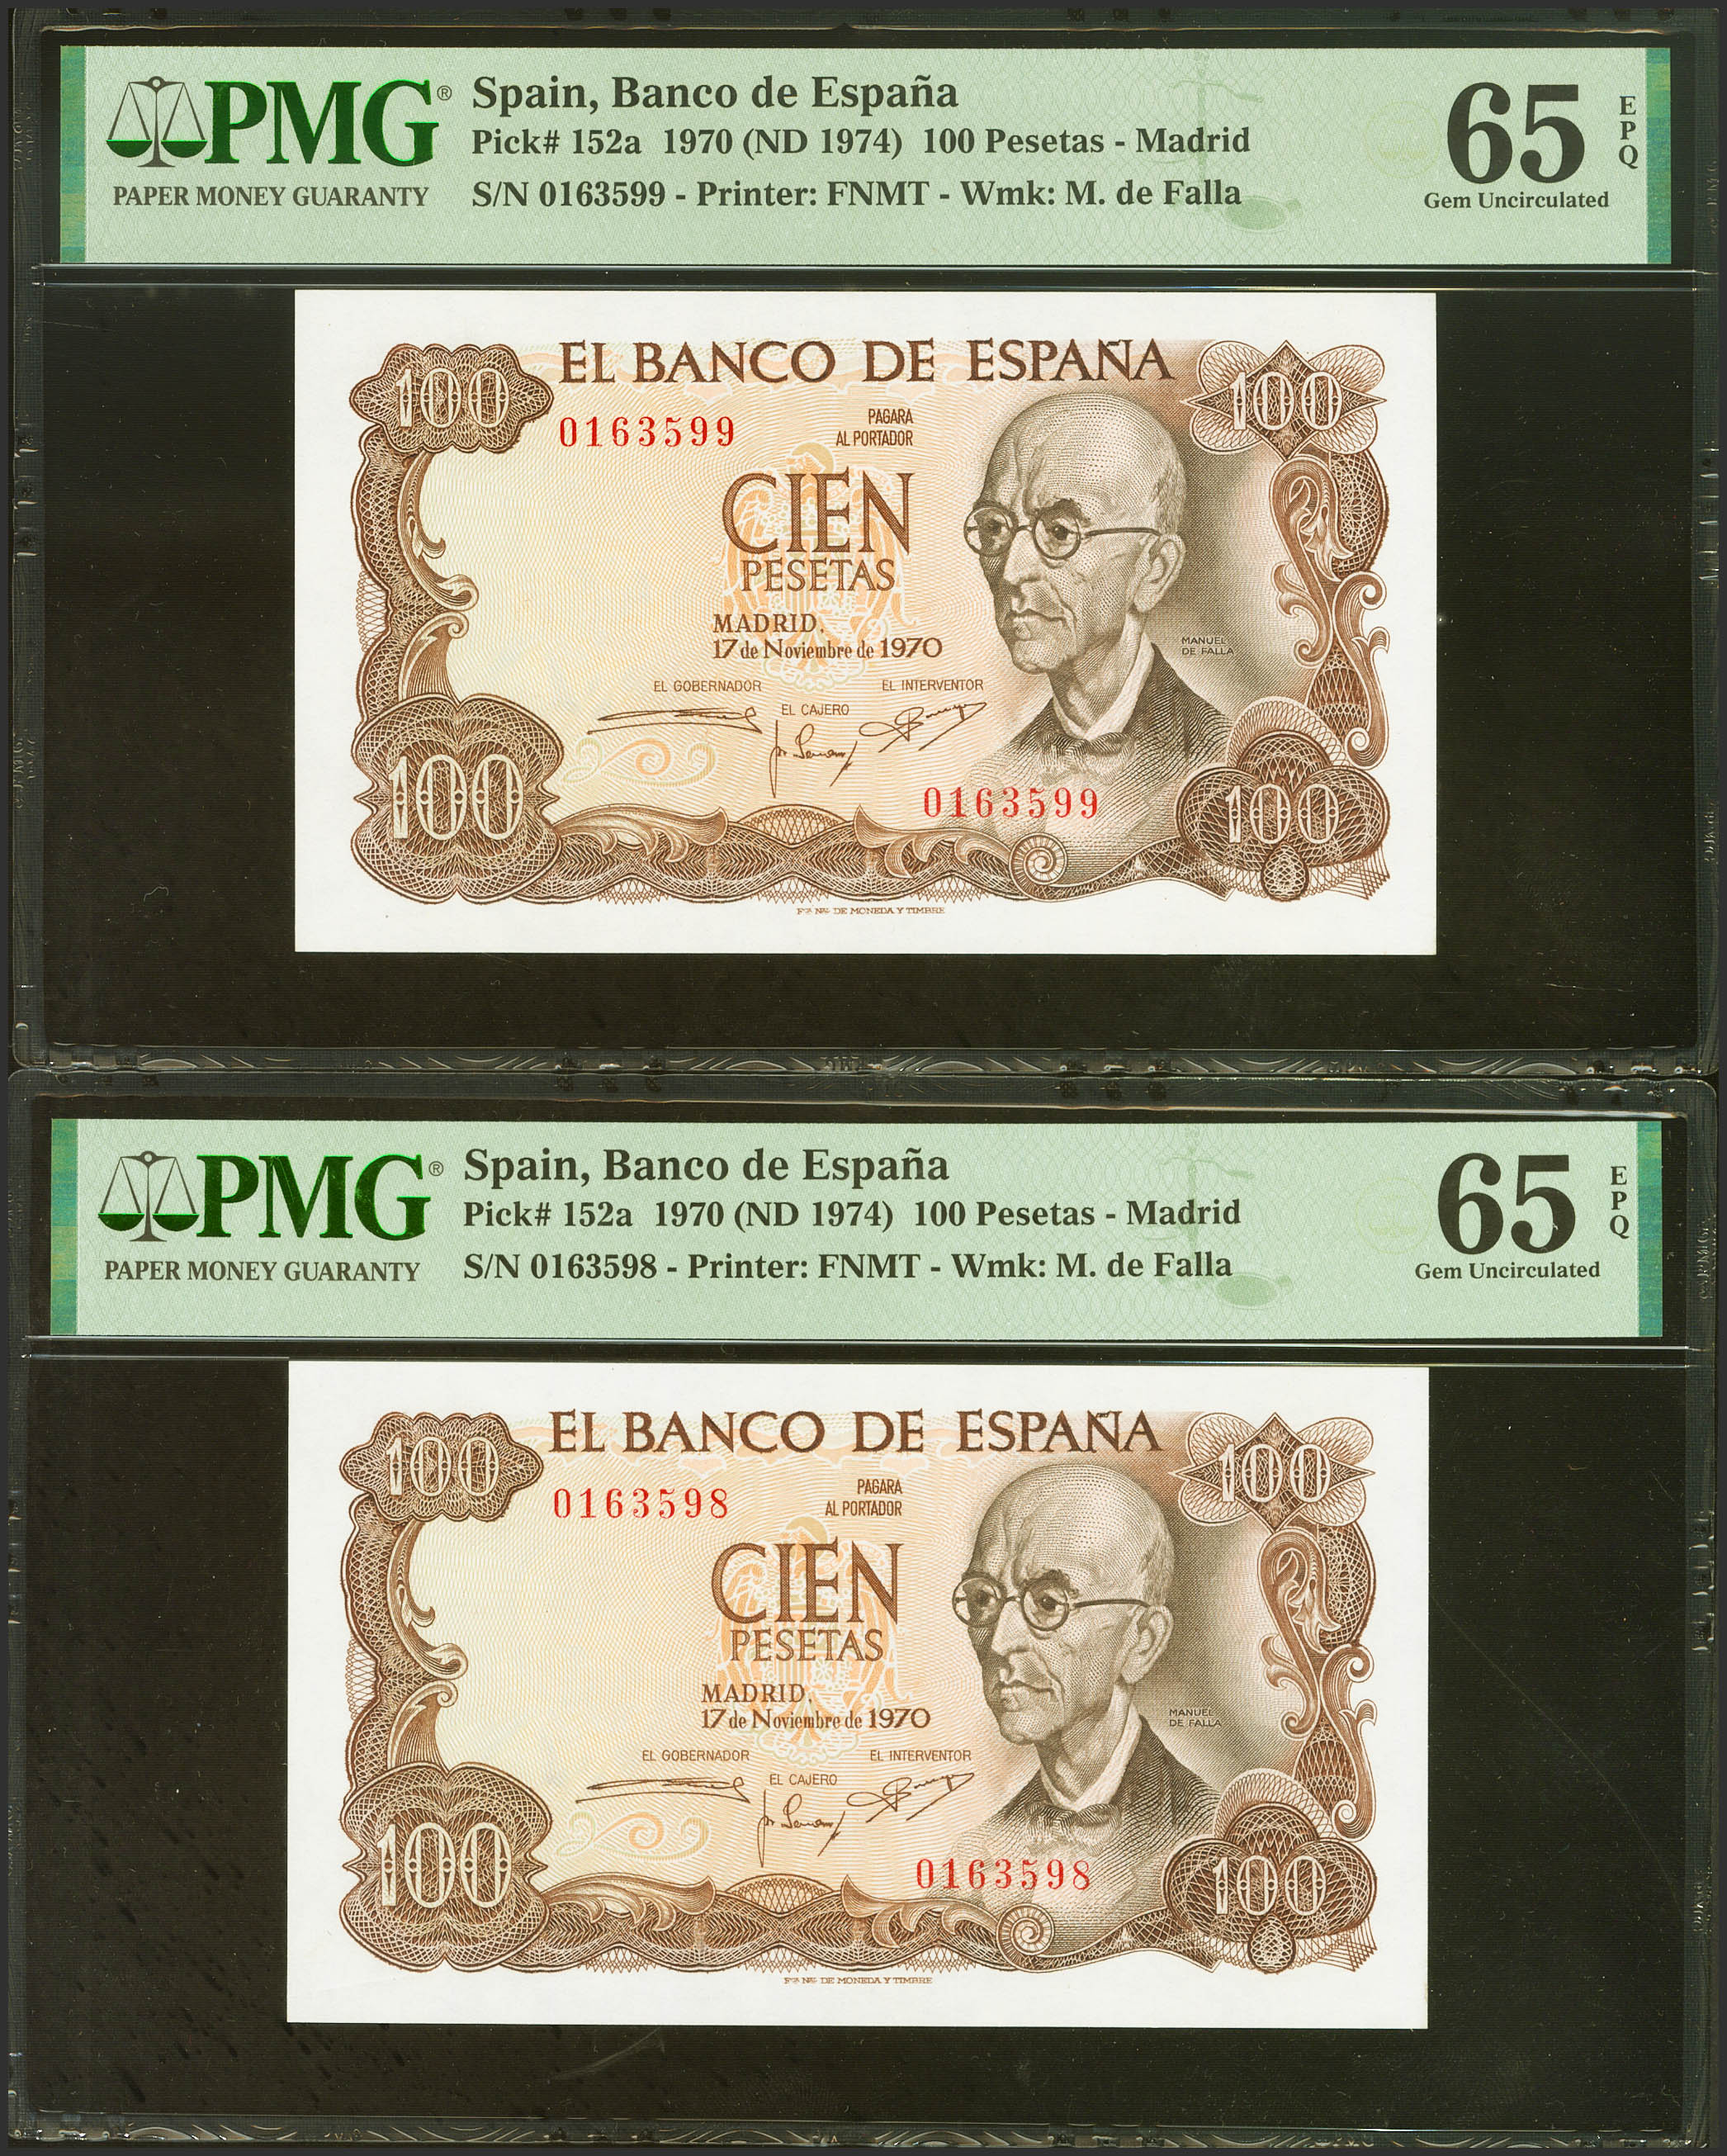 PMG®
PAPER MONEY GUARANTY
Spain, Banco de España
Pick# 152a 1970 (ND 1974) 100 Pesetas - Madrid
S/N 0163599 - Printer: FNMT - Wmk: M. de Falla
65
EPQ
Gem Uncirculated
100
EL BANCO DE ESPAÑA
100
0163599
PAGARA
AL PORTADOR
CIEN
PESETAS
MADRID,
17 de Noviembre de 1970
MANUEL
DE FALLA
EL GOBERNADOR
EL INTERVENTOR
EL CAJERO
100
0163599
100
Fca. Nal. DE MONEDA Y TIMBRE
PMG®
PAPER MONEY GUARANTY
Spain, Banco de España
Pick# 152a 1970 (ND 1974) 100 Pesetas - Madrid
S/N 0163598 - Printer: FNMT - Wmk: M. de Falla
65
EPQ
Gem Uncirculated
100
EL BANCO DE ESPAÑA
100
0163598
PAGARA
AL PORTADOR
CIEN
PESETAS
MADRID,
17 de Noviembre de 1970
MANUEL
DE FALLA
EL GOBERNADOR
EL INTERVENTOR
EL CAJERO
100
0163598
100
Fca. Nal. DE MONEDA Y TIMBRE